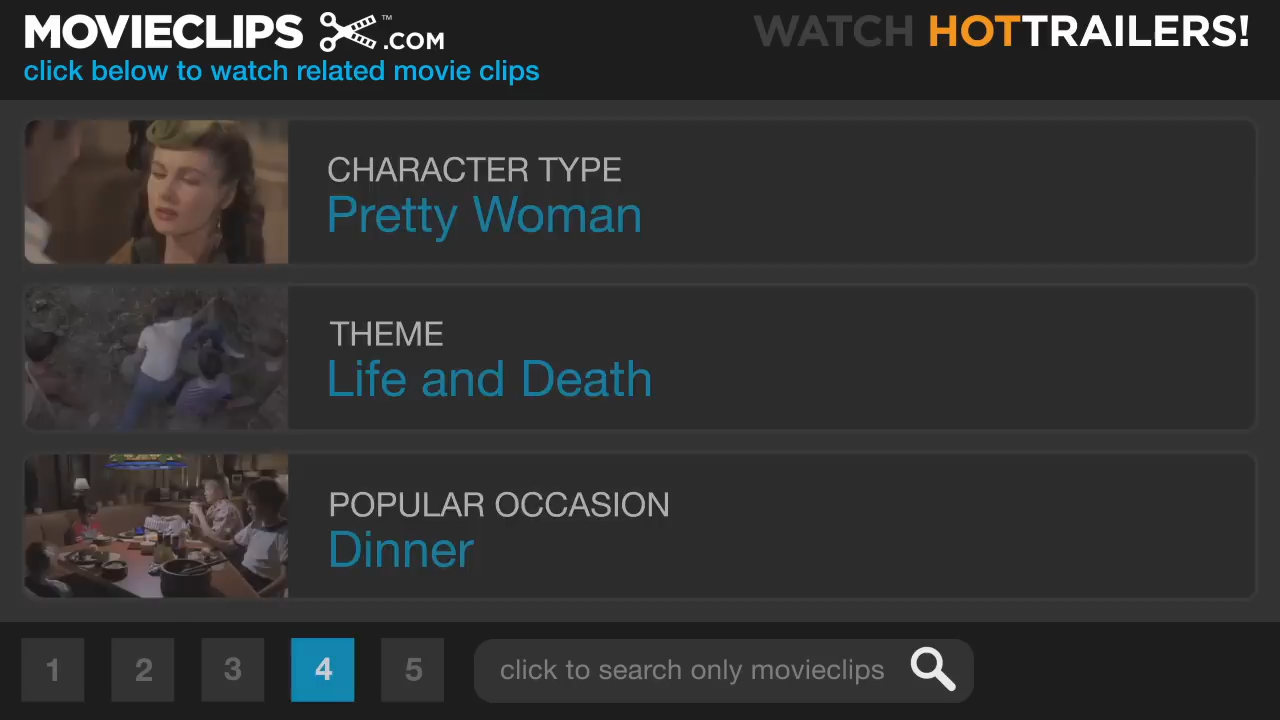 MOVIECLIPS ™ .COM
WATCH HOTTRAILERS!
click below to watch related movie clips
CHARACTER TYPE
Pretty Woman
THEME
Life and Death
POPULAR OCCASION
Dinner
1 2 3 4 5 click to search only movieclips